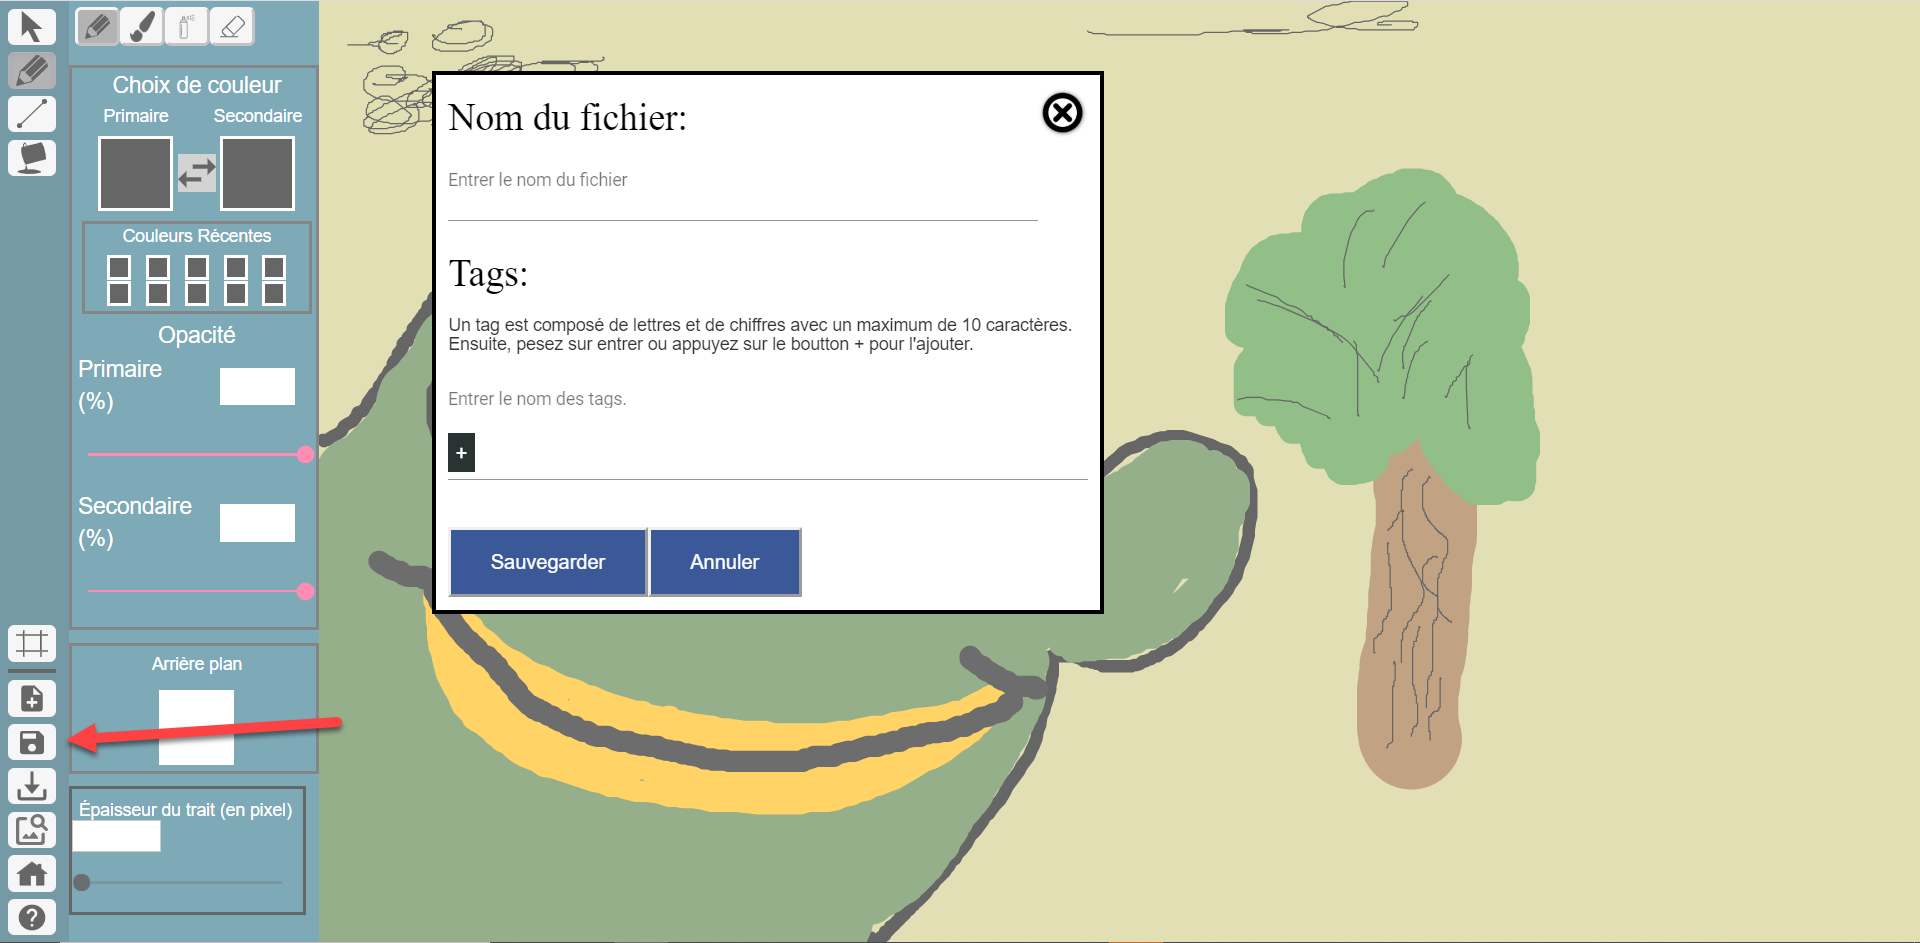 Choix de couleur
Primaire
Secondaire
Couleurs Récentes
Opacité
Primaire
(%)
Secondaire
(%)
Arrière plan
Épaisseur du trait (en pixel)
Nom du fichier:
Entrer le nom du fichier
Tags:
Un tag est composé de lettres et de chiffres avec un maximum de 10 caractères.
Ensuite, pesez sur entrer ou appuyez sur le boutton + pour l'ajouter.
Entrer le nom des tags.
+
Sauvegarder
Annuler